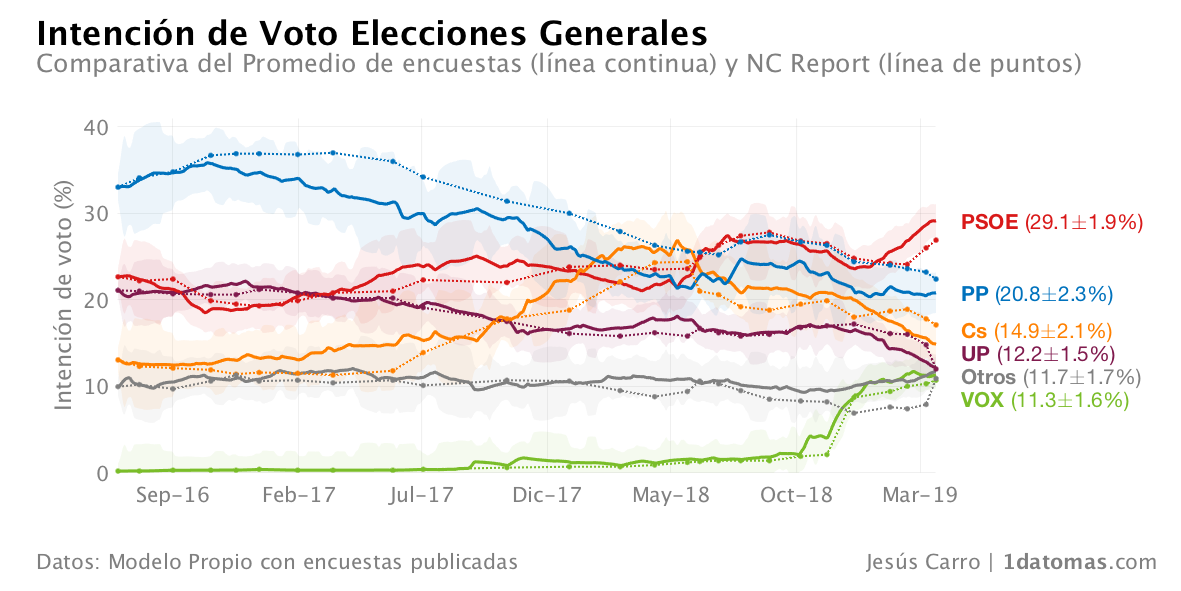 Intención de Voto Elecciones Generales
Comparativa del Promedio de encuestas (línea continua) y NC Report (línea de puntos)
Intención de voto (%)
40
30
20
10
0
Sep−16 Feb−17 Jul−17 Dic−17 May−18 Oct−18 Mar−19
PSOE (29.1±1.9%)
PP (20.8±2.3%)
Cs (14.9±2.1%)
UP (12.2±1.5%)
Otros (11.7±1.7%)
VOX (11.3±1.6%)
Datos: Modelo Propio con encuestas publicadas
Jesús Carro | 1datomas.com